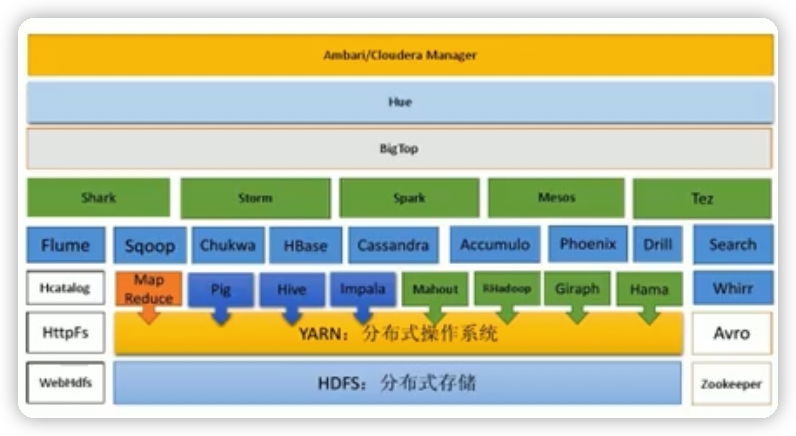 Ambari/Cloudera Manager
Hue
BigTop
Shark Storm Spark Mesos Tez
Flume Sqoop Chukwa HBase Cassandra Accumulo Phoenix Drill Search
Hcatalog Map Reduce Pig Hive Impala Mahout RHadoop Giraph Hama Whirr
HttpFs YARN：分布式操作系统 Avro
WebHdfs HDFS：分布式存储 Zookeeper